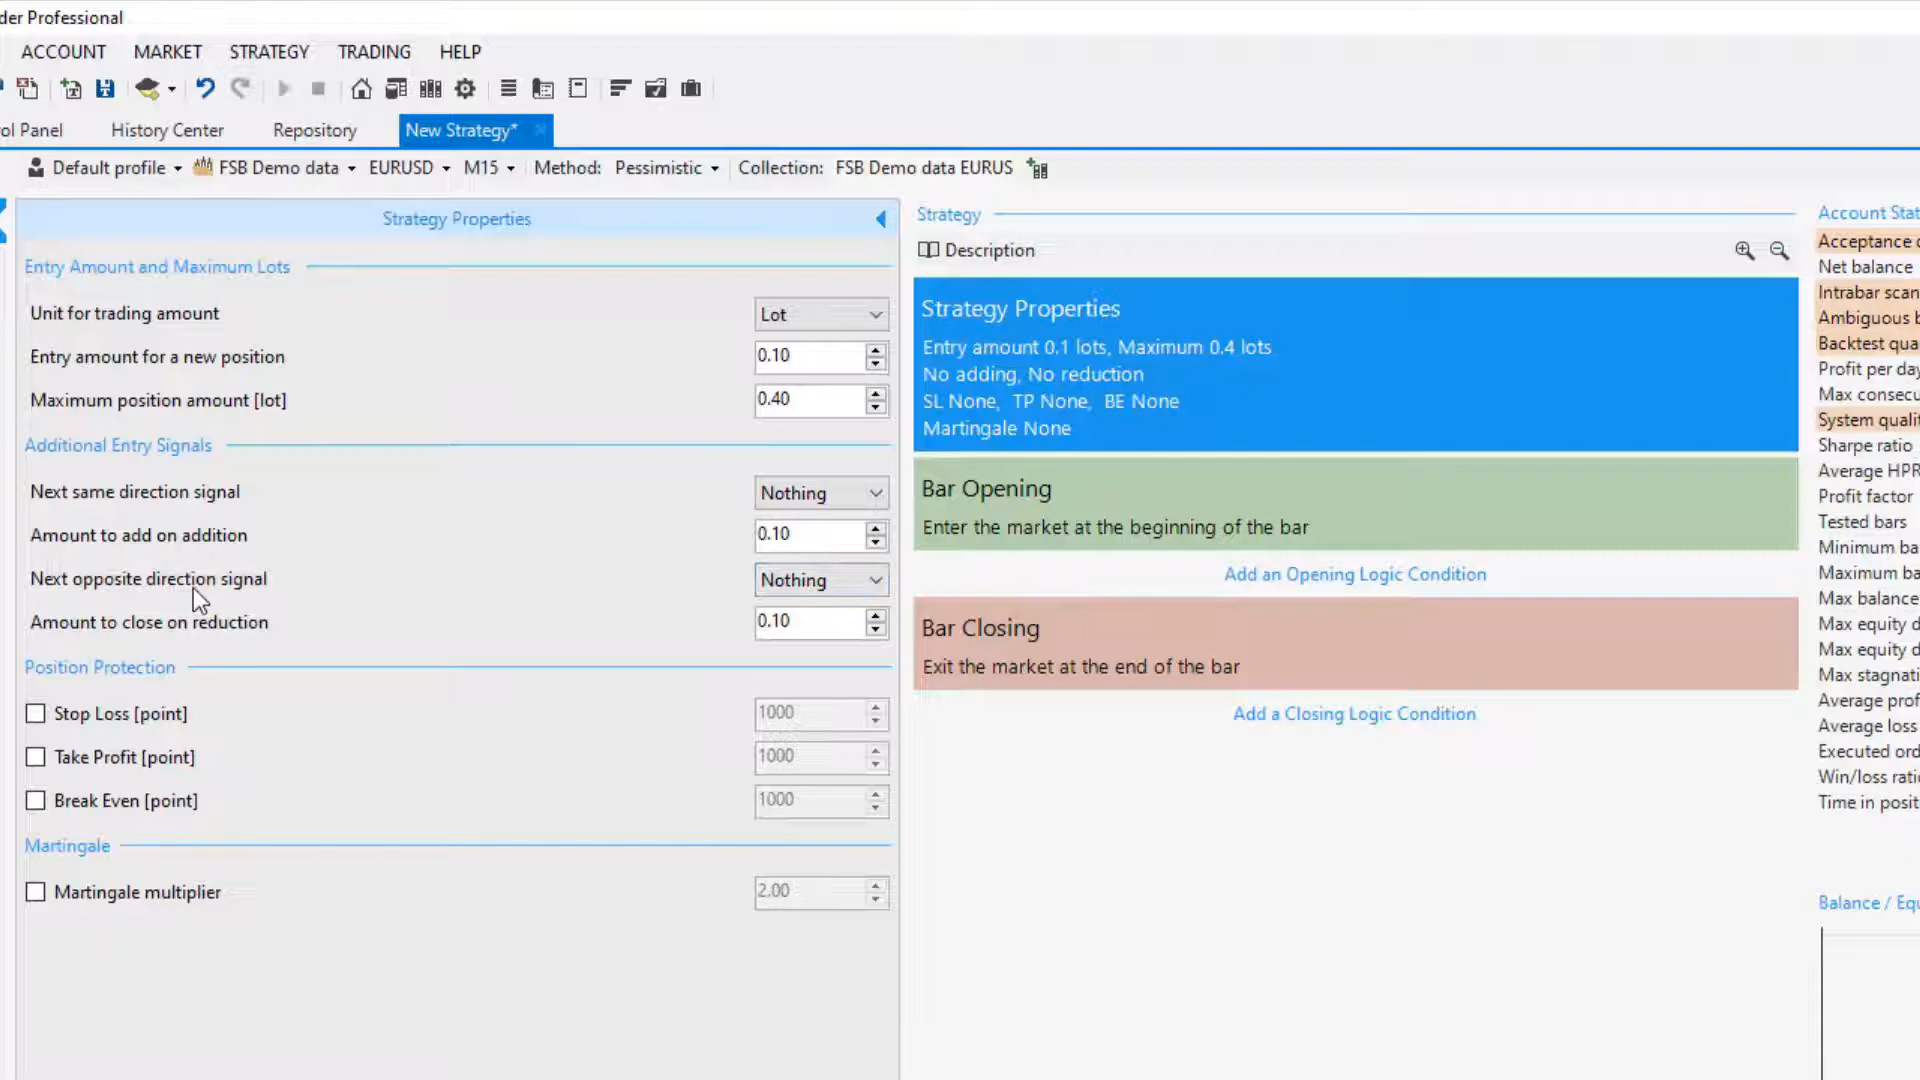 der Professional
ACCOUNT MARKET STRATEGY TRADING HELP
ol Panel History Center Repository New Strategy*
Default profile FSB Demo data EURUSD M15 Method: Pessimistic Collection: FSB Demo data EURUS
Strategy Properties
Entry Amount and Maximum Lots
Unit for trading amount Lot
Entry amount for a new position 0.10
Maximum position amount [lot] 0.40
Additional Entry Signals
Next same direction signal Nothing
Amount to add on addition 0.10
Next opposite direction signal Nothing
Amount to close on reduction 0.10
Position Protection
Stop Loss [point] 1000
Take Profit [point] 1000
Break Even [point] 1000
Martingale
Martingale multiplier 2.00
Strategy
Description
Strategy Properties
Entry amount 0.1 lots, Maximum 0.4 lots
No adding, No reduction
SL None, TP None, BE None
Martingale None
Bar Opening
Enter the market at the beginning of the bar
Add an Opening Logic Condition
Bar Closing
Exit the market at the end of the bar
Add a Closing Logic Condition
Account Stat
Acceptance c
Net balance
Intrabar scan
Ambiguous b
Backtest qua
Profit per day
Max consecu
System qualit
Sharpe ratio
Average HPR
Profit factor
Tested bars
Minimum ba
Maximum ba
Max balance
Max equity d
Max equity d
Max stagnati
Average prof
Average loss
Executed ord
Win/loss rati
Time in posit
Balance / Equ